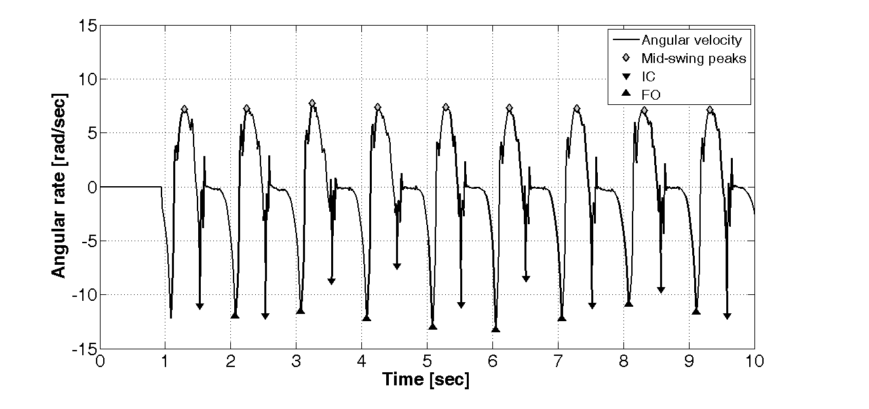 15
10
5
0
-5
-10
-15
Angular rate [rad/sec]
Angular velocity
Mid-swing peaks
IC
FO
0 1 2 3 4 5 6 7 8 9 10
Time [sec]